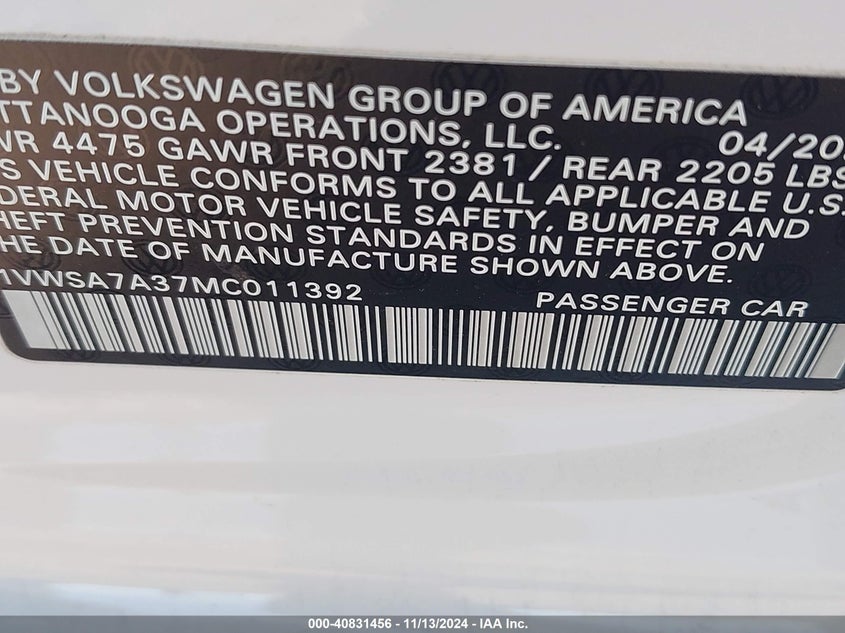 BY VOLKSWAGEN GROUP OF AMERICA
TTANOOGA OPERATIONS, LLC. 04/20
WR 4475 GAWR FRONT 2381 / REAR 2205 LBS
S VEHICLE CONFORMS TO ALL APPLICABLE U.S.
DERAL MOTOR VEHICLE SAFETY, BUMPER AND
HEFT PREVENTION STANDARDS IN EFFECT ON
HE DATE OF MANUFACTURE SHOWN ABOVE.
1VWSA7A37MC011392 PASSENGER CAR
000-40831456 - 11/13/2024 - IAA Inc.